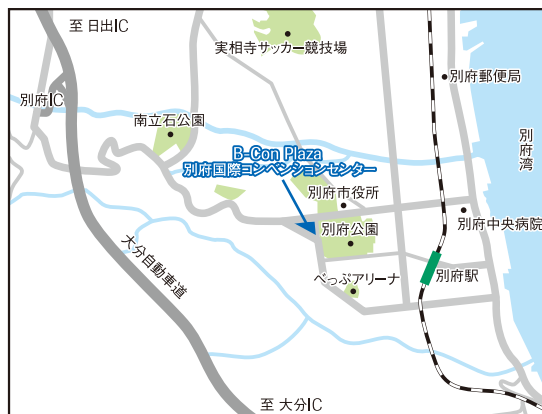 至 日出IC
実相寺サッカー競技場
別府郵便局
別府IC
南立石公園
別府湾
B-Con Plaza
別府国際コンベンションセンター
別府市役所
別府中央病院
別府公園
大分自動車道
べっぷアリーナ
別府駅
至 大分IC